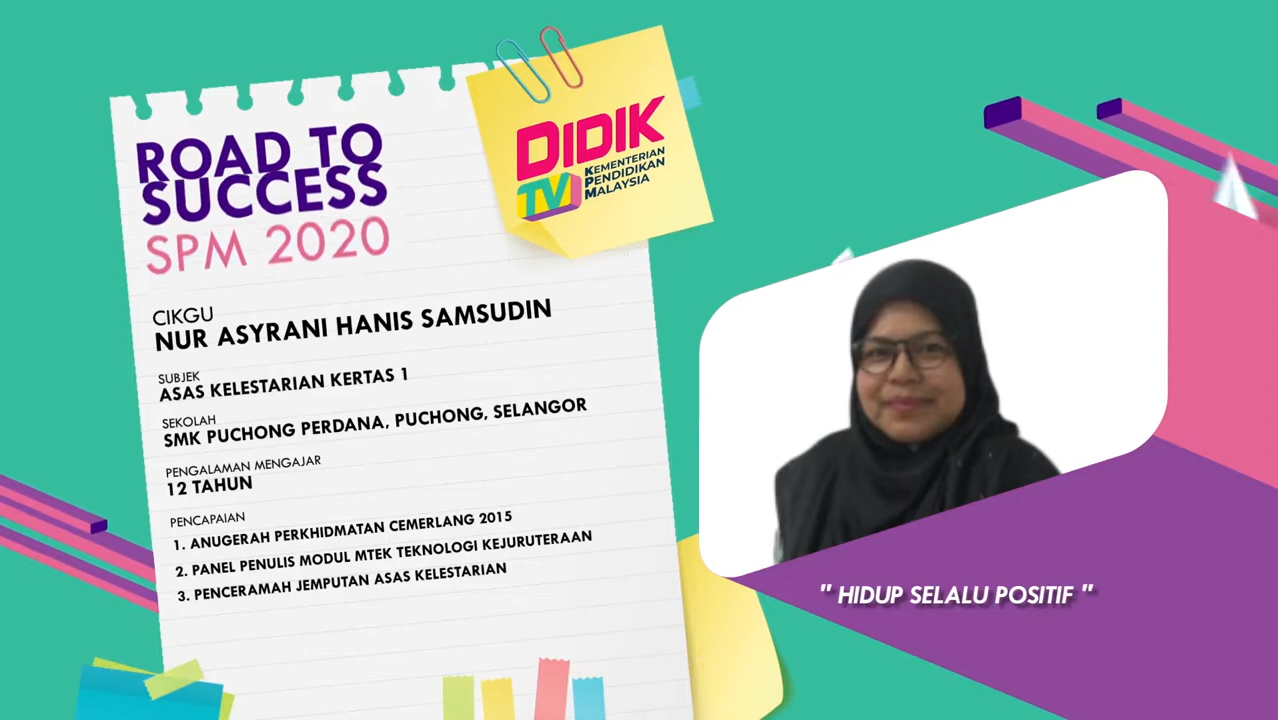 ROAD TO
SUCCESS
SPM 2020
DIDIK
TV
KEMENTERIAN
PENDIDIKAN
MALAYSIA
CIKGU
NUR ASYRANI HANIS SAMSUDIN
SUBJEK
ASAS KELESTARIAN KERTAS 1
SEKOLAH
SMK PUCHONG PERDANA, PUCHONG, SELANGOR
PENGALAMAN MENGAJAR
12 TAHUN
PENCAPAIAN
1. ANUGERAH PERKHIDMATAN CEMERLANG 2015
2. PANEL PENULIS MODUL MTEK TEKNOLOGI KEJURUTERAAN
3. PENCERAMAH JEMPUTAN ASAS KELESTARIAN
" HIDUP SELALU POSITIF "